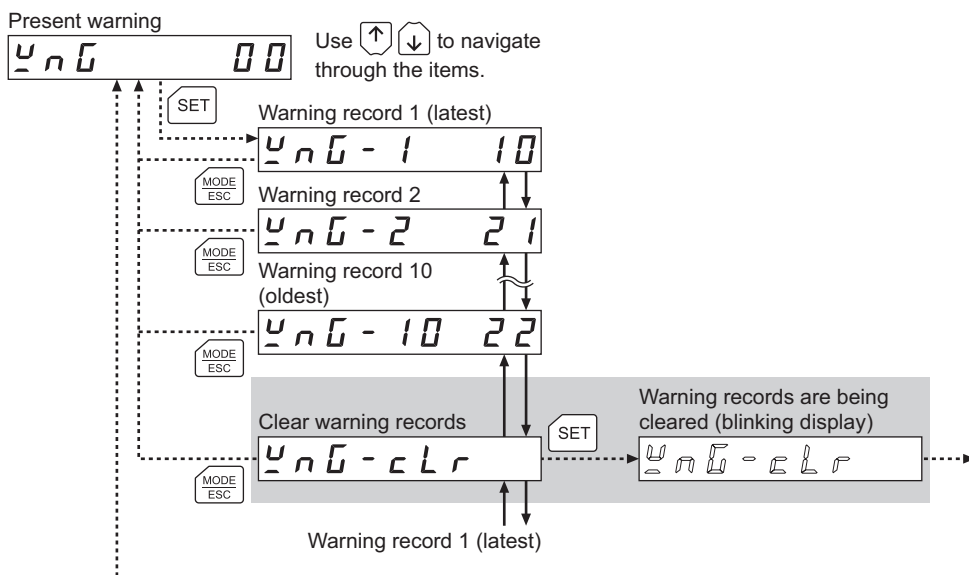 Present warning
WnG 00
Use ↑ ↓ to navigate
through the items.
SET
Warning record 1 (latest)
WnG-1 10
MODE
ESC
Warning record 2
WnG-2 21
MODE
ESC
Warning record 10
(oldest)
WnG-10 22
MODE
ESC
Clear warning records
WnG-cLr
SET
Warning records are being
cleared (blinking display)
WnG-cLr
MODE
ESC
Warning record 1 (latest)